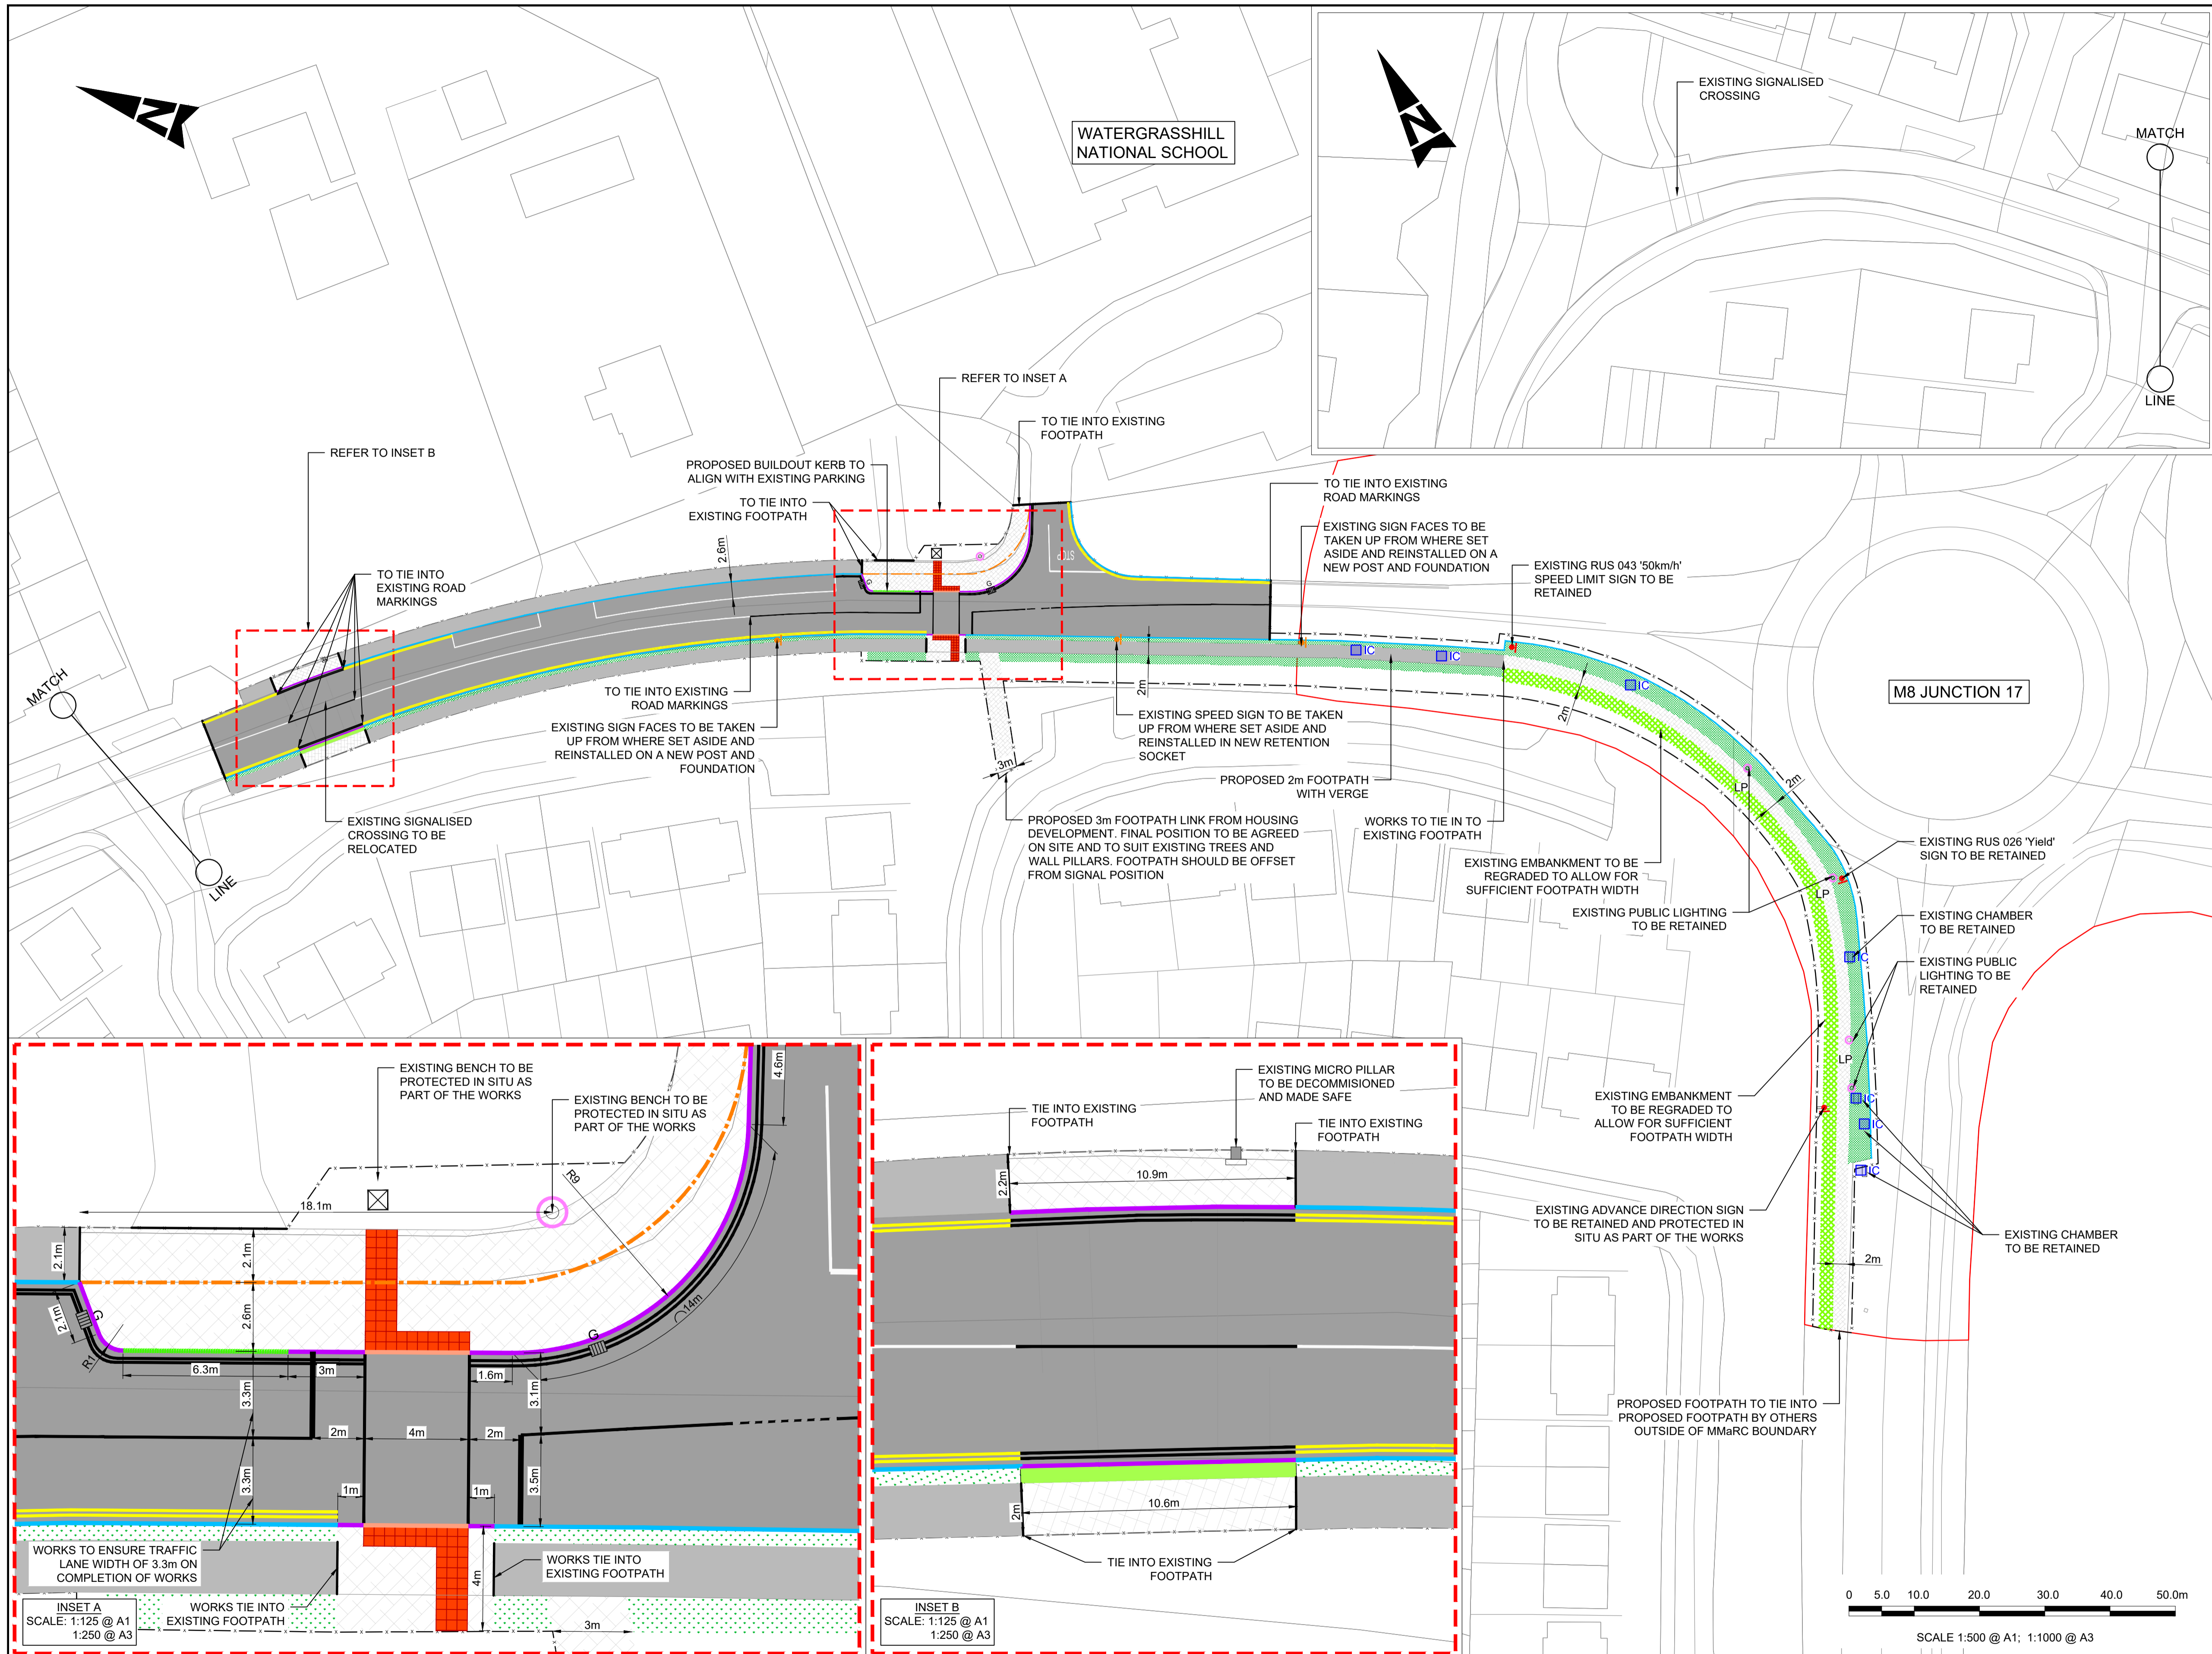 WATERGRASSHILL
NATIONAL SCHOOL
N
N
EXISTING SIGNALISED
CROSSING
MATCH
LINE
REFER TO INSET A
TO TIE INTO EXISTING
FOOTPATH
REFER TO INSET B
PROPOSED BUILDOUT KERB TO
ALIGN WITH EXISTING PARKING
TO TIE INTO
EXISTING FOOTPATH
TO TIE INTO EXISTING
ROAD MARKINGS
EXISTING SIGN FACES TO BE
TAKEN UP FROM WHERE SET
ASIDE AND REINSTALLED ON A
NEW POST AND FOUNDATION
EXISTING RUS 043 '50km/h'
SPEED LIMIT SIGN TO BE
RETAINED
2.6m
STOP
G
G
TO TIE INTO
EXISTING ROAD
MARKINGS
MATCH
LINE
IC
IC
IC
2m
2m
M8 JUNCTION 17
TO TIE INTO EXISTING
ROAD MARKINGS
EXISTING SIGN FACES TO BE TAKEN
UP FROM WHERE SET ASIDE AND
REINSTALLED ON A NEW POST AND
FOUNDATION
EXISTING SPEED SIGN TO BE TAKEN
UP FROM WHERE SET ASIDE AND
REINSTALLED IN NEW RETENTION
SOCKET
3m
PROPOSED 2m FOOTPATH
WITH VERGE
LP
2m
EXISTING SIGNALISED
CROSSING TO BE
RELOCATED
PROPOSED 3m FOOTPATH LINK FROM HOUSING
DEVELOPMENT. FINAL POSITION TO BE AGREED
ON SITE AND TO SUIT EXISTING TREES AND
WALL PILLARS. FOOTPATH SHOULD BE OFFSET
FROM SIGNAL POSITION
WORKS TO TIE IN TO
EXISTING FOOTPATH
EXISTING RUS 026 'Yield'
SIGN TO BE RETAINED
EXISTING EMBANKMENT TO BE
REGRADED TO ALLOW FOR
SUFFICIENT FOOTPATH WIDTH
LP
EXISTING PUBLIC LIGHTING
TO BE RETAINED
EXISTING CHAMBER
TO BE RETAINED
IC
EXISTING PUBLIC
LIGHTING TO BE
RETAINED
LP
EXISTING EMBANKMENT
TO BE REGRADED TO
ALLOW FOR SUFFICIENT
FOOTPATH WIDTH
IC
IC
IC
EXISTING ADVANCE DIRECTION SIGN
TO BE RETAINED AND PROTECTED IN
SITU AS PART OF THE WORKS
EXISTING CHAMBER
TO BE RETAINED
2m
PROPOSED FOOTPATH TO TIE INTO
PROPOSED FOOTPATH BY OTHERS
OUTSIDE OF MMaRC BOUNDARY
0 5.0 10.0 20.0 30.0 40.0 50.0m
SCALE 1:500 @ A1; 1:1000 @ A3
EXISTING BENCH TO BE
PROTECTED IN SITU AS
PART OF THE WORKS
EXISTING BENCH TO BE
PROTECTED IN SITU AS
PART OF THE WORKS
4.6m
R9
18.1m
2.1m
2.1m
2.6m
2.1m
G
R1
14m
G
6.3m
3m
1.6m
3.3m
3.1m
2m
4m
2m
3.3m
3.5m
1m
1m
WORKS TO ENSURE TRAFFIC
LANE WIDTH OF 3.3m ON
COMPLETION OF WORKS
WORKS TIE INTO
EXISTING FOOTPATH
4m
WORKS TIE INTO
EXISTING FOOTPATH
3m
INSET A
SCALE: 1:125 @ A1
1:250 @ A3
EXISTING MICRO PILLAR
TO BE DECOMMISIONED
AND MADE SAFE
TIE INTO EXISTING
FOOTPATH
TIE INTO EXISTING
FOOTPATH
2.2m
10.9m
2m
10.6m
TIE INTO EXISTING
FOOTPATH
INSET B
SCALE: 1:125 @ A1
1:250 @ A3